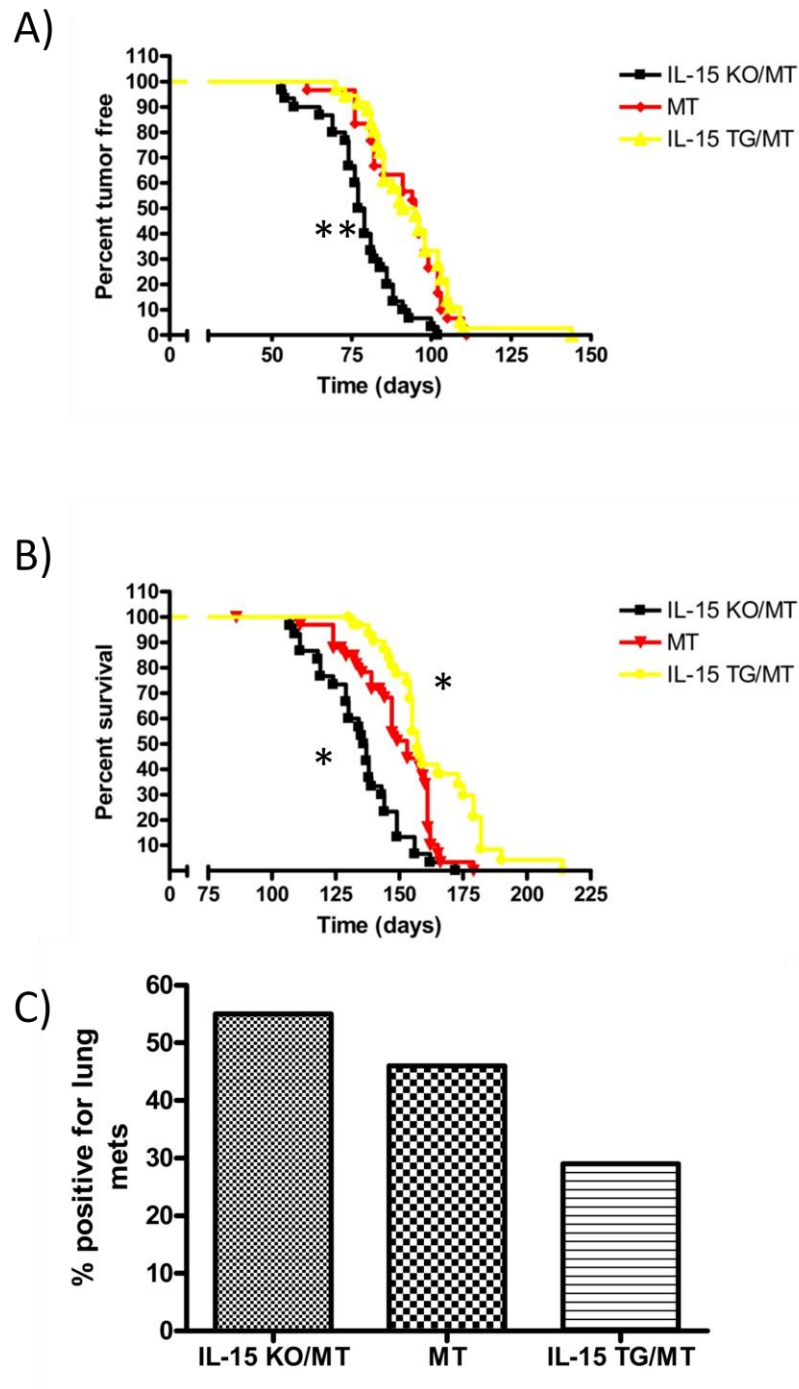 A)
110
100
90
80
70
60
50
40
30
20
10
0
Percent tumor free
**
0 50 75 100 125 150
Time (days)
IL-15 KO/MT
MT
IL-15 TG/MT
B)
110
100
90
80
70
60
50
40
30
20
10
Percent survival
*
*
0 75 100 125 150 175 200 225
Time (days)
IL-15 KO/MT
MT
IL-15 TG/MT
C)
60
50
40
30
20
10
0
% positive for lung
mets
IL-15 KO/MT MT IL-15 TG/MT